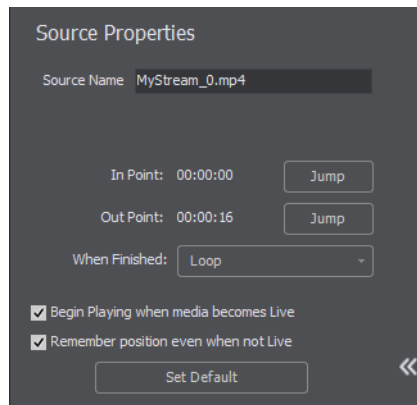 Source Properties
Source Name MyStream_0.mp4
In Point: 00:00:00 Jump
Out Point: 00:00:16 Jump
When Finished: Loop
Begin Playing when media becomes Live
Remember position even when not Live
Set Default